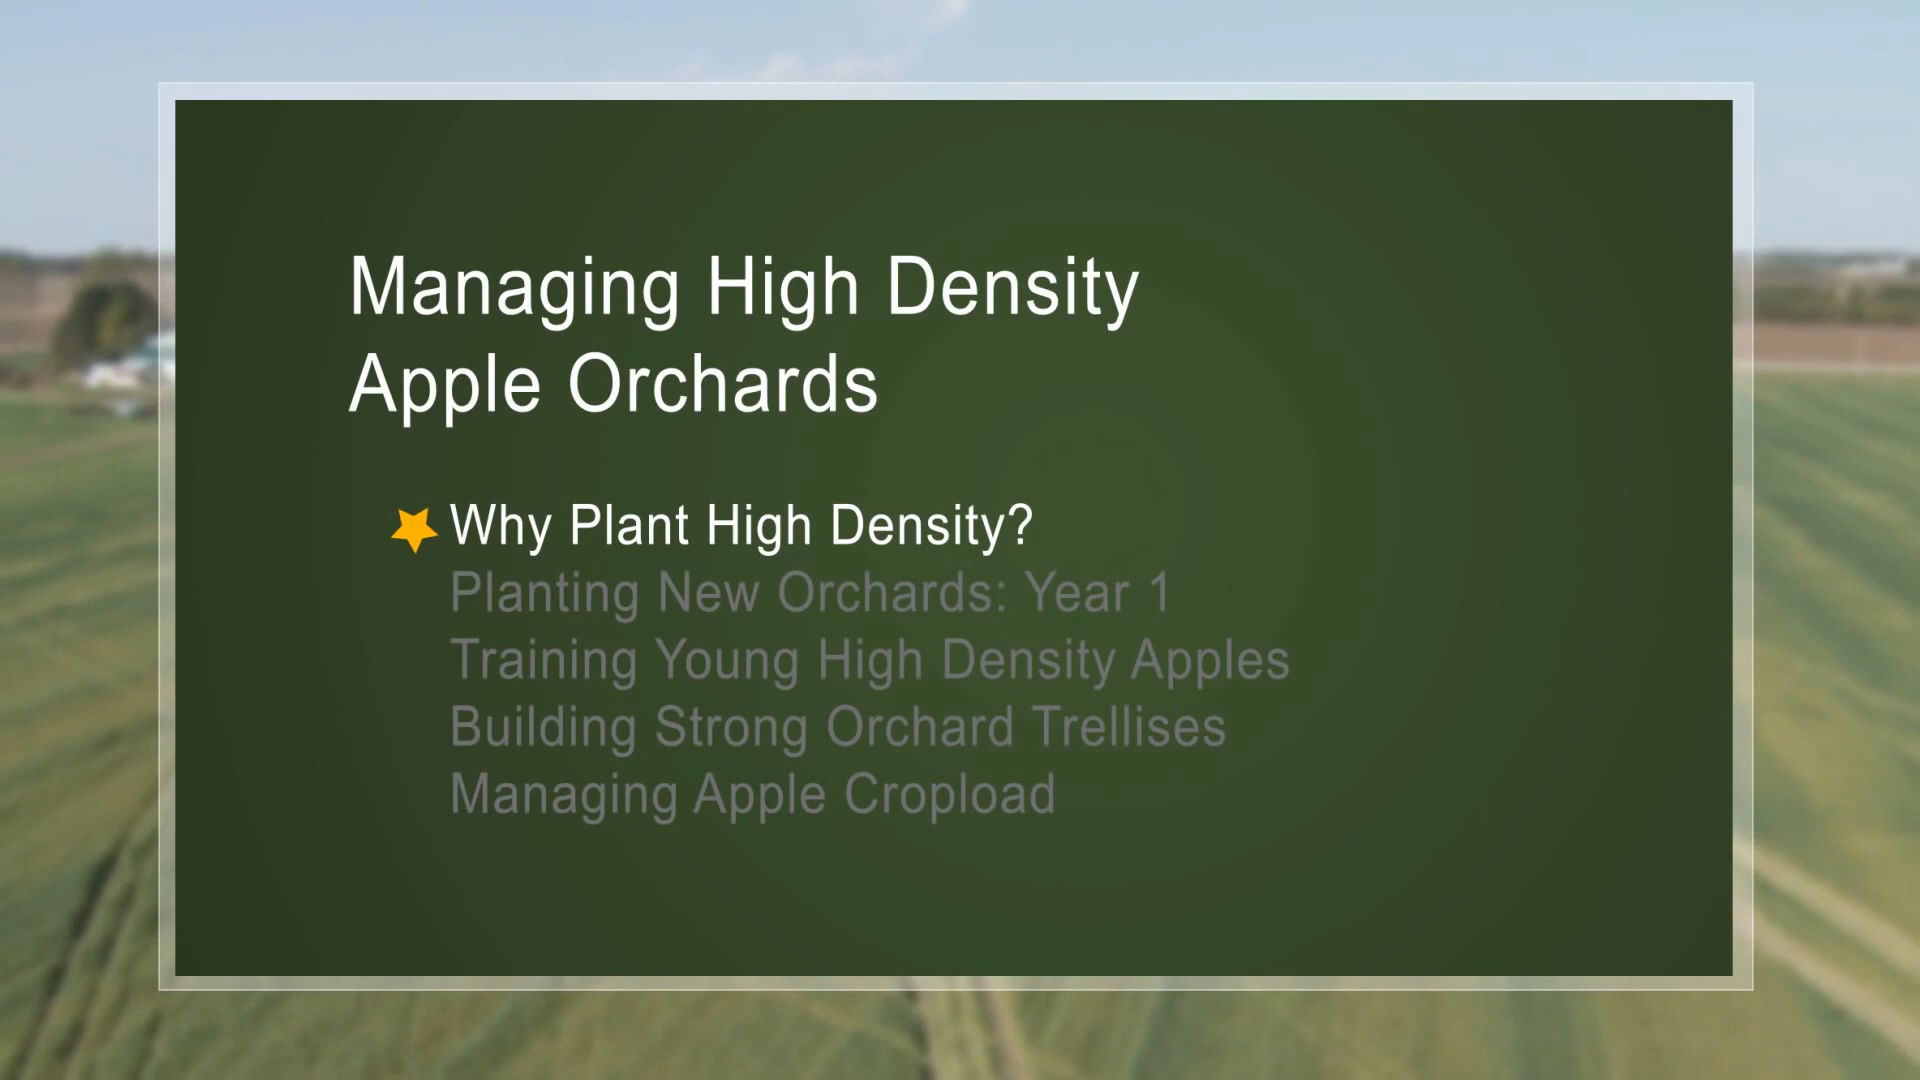 Managing High Density
Apple Orchards
Why Plant High Density?
Planting New Orchards: Year 1
Training Young High Density Apples
Building Strong Orchard Trellises
Managing Apple Cropload